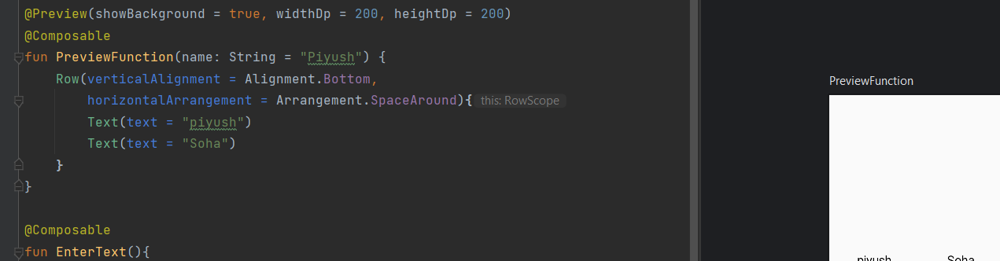 @Preview(showBackground = true, widthDp = 200, heightDp = 200)
@Composable
fun PreviewFunction(name: String = "Piyush") {
    Row(verticalAlignment = Alignment.Bottom,
        horizontalArrangement = Arrangement.SpaceAround){ this: RowScope
        Text(text = "piyush")
        Text(text = "Soha")
    }
}

@Composable
fun EnterText(){
PreviewFunction
piyush Soha